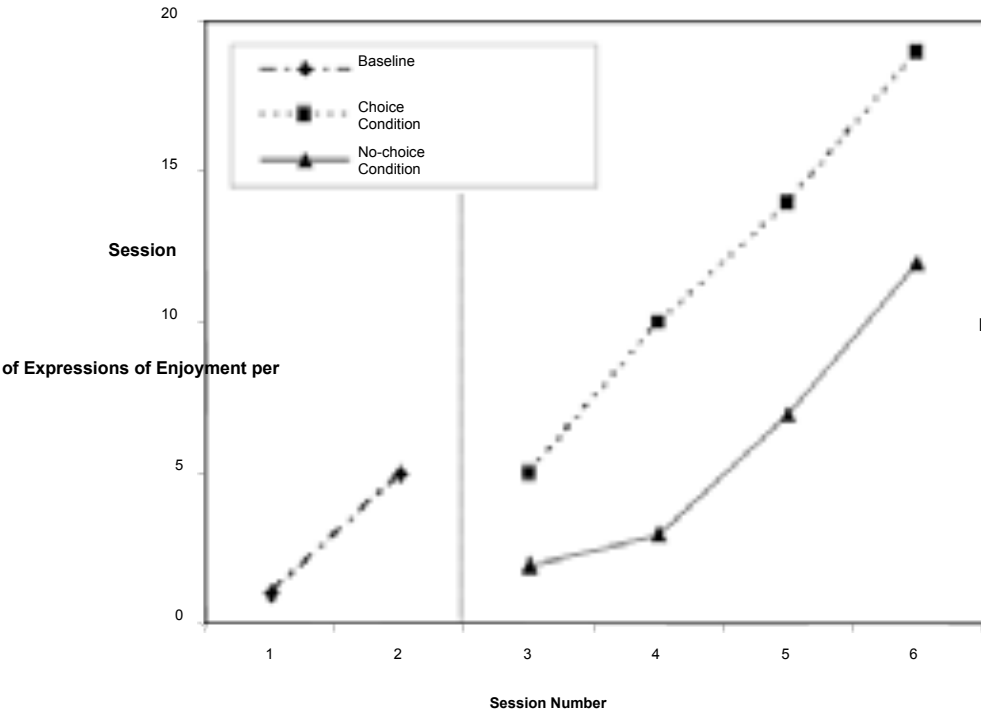 20
Baseline
Choice
Condition
No-choice
Condition
15
Session
10
of Expressions of Enjoyment per
5
0
1 2 3 4 5 6
Session Number